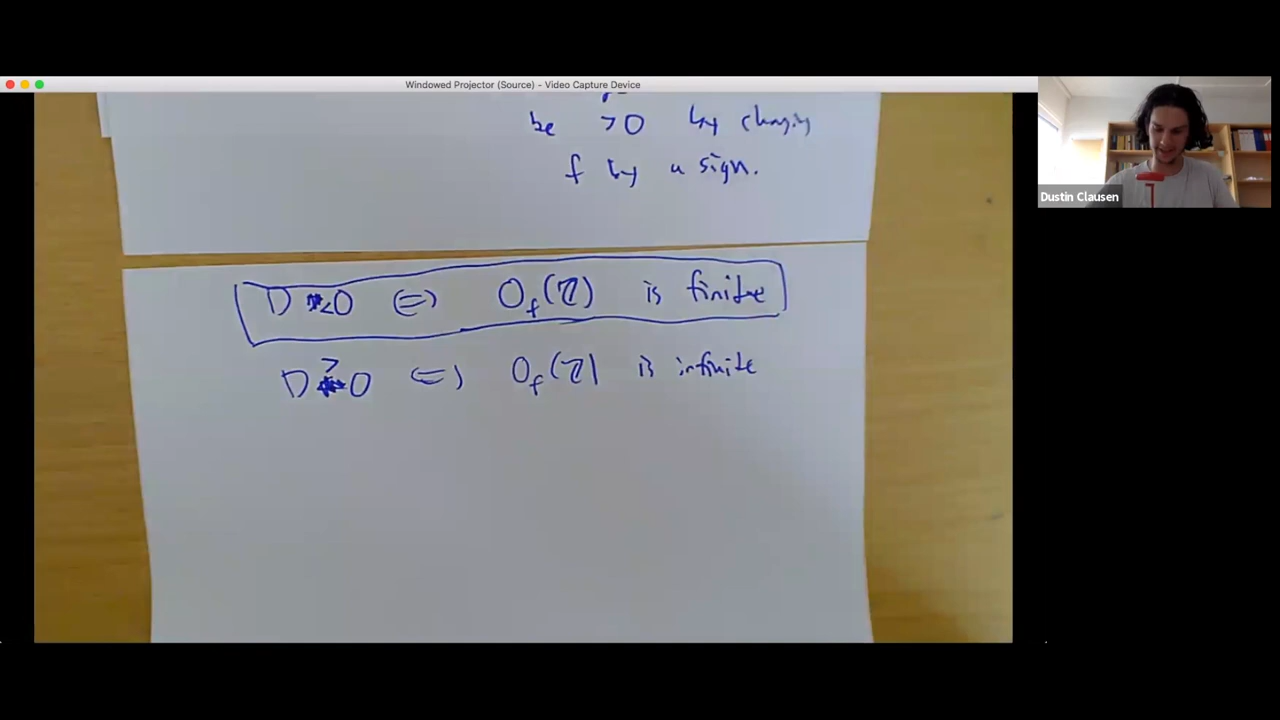 Windowed Projector (Source) - Video Capture Device
be >0 by changing
f by a sign.
Dustin Clausen
D <0 ⟺ O_f(ℤ) is finite
D >0 ⟺ O_f(ℤ) is infinite